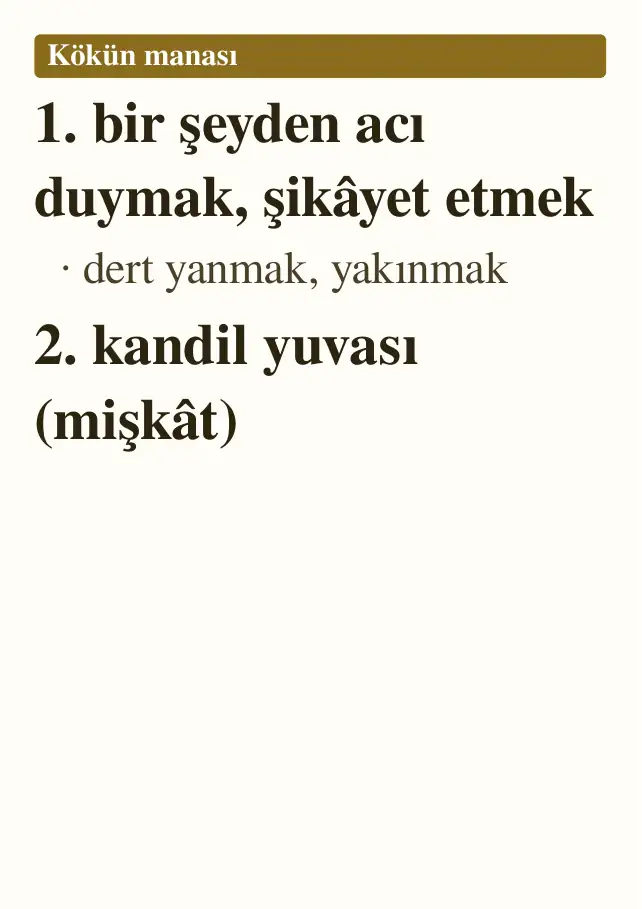 Kökün manası
1. bir şeyden acı
duymak, şikâyet etmek
· dert yanmak, yakınmak
2. kandil yuvası
(mişkât)